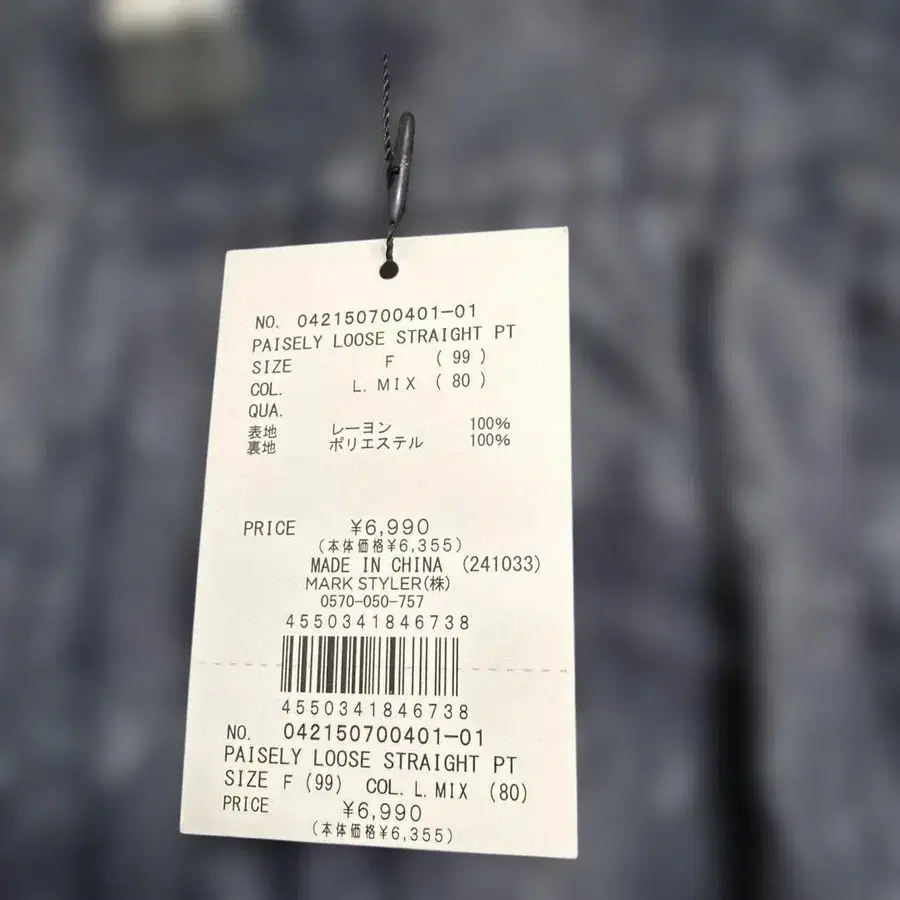 NO. 042150700401-01
PAISELY LOOSE STRAIGHT PT
SIZE F ( 99 )
COL. L. MIX ( 80 )
QUA.
表地 レーヨン 100%
裏地 ポリエステル 100%
PRICE ¥6,990
(本体価格¥6,355)
MADE IN CHINA (241033)
MARK STYLER(株)
0570-050-757
4550341846738
4550341846738
NO. 042150700401-01
PAISELY LOOSE STRAIGHT PT
SIZE F (99) COL. L. MIX (80)
PRICE ¥6,990
(本体価格¥6,355)